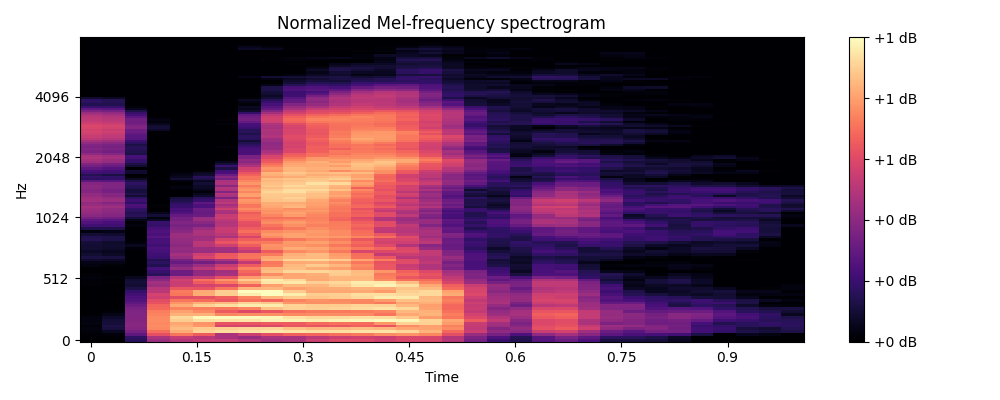 Normalized Mel-frequency spectrogram
Hz
4096
2048
1024
512
0
0 0.15 0.3 0.45 0.6 0.75 0.9
Time
+1 dB
+1 dB
+1 dB
+0 dB
+0 dB
+0 dB